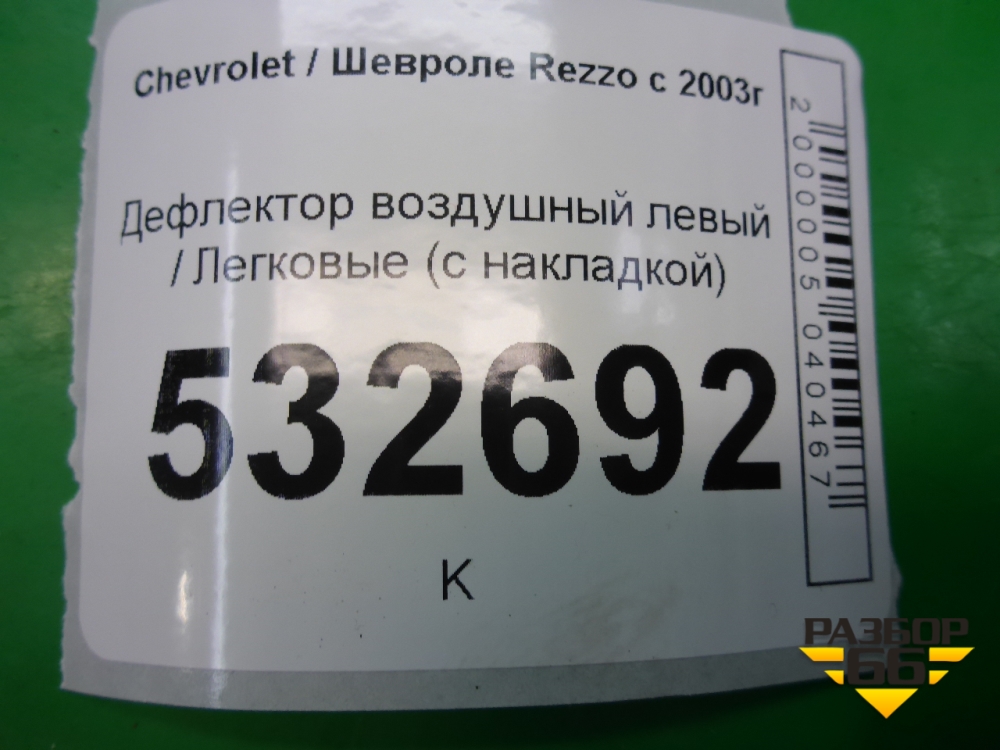 Chevrolet / Шевроле Rezzo с 2003г
Дефлектор воздушный левый
/ Легковые (с накладкой)
532692
К
2000005040467
РАЗБОР
66